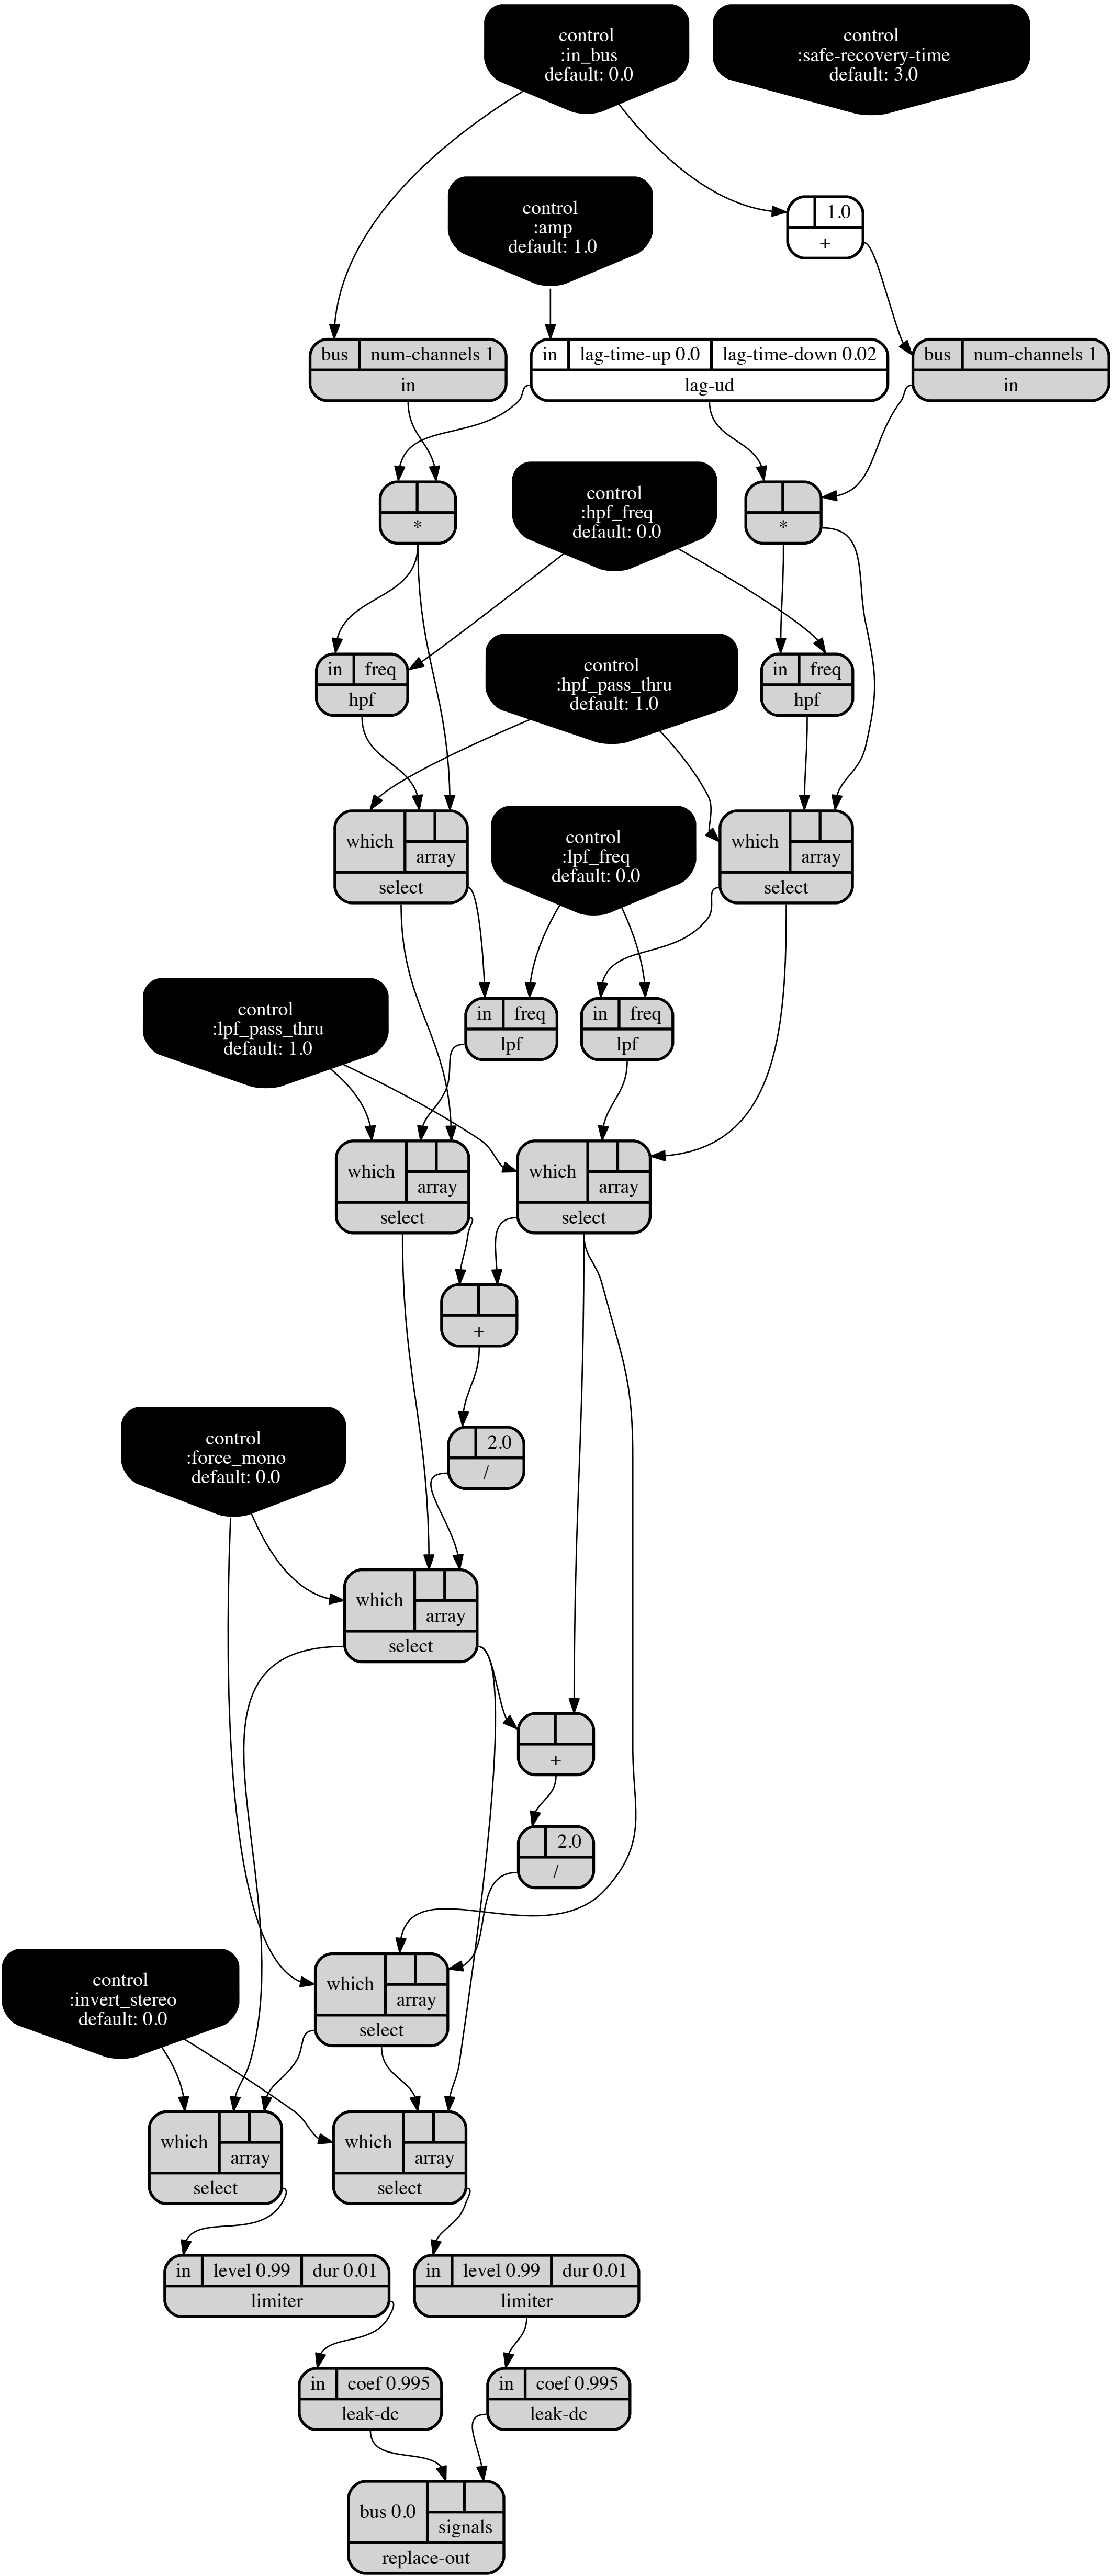 control
:in_bus
default: 0.0
control
:safe-recovery-time
default: 3.0
control
:amp
default: 1.0
1.0
+
bus num-channels 1
in
in lag-time-up 0.0 lag-time-down 0.02
lag-ud
bus num-channels 1
in
*
control
:hpf_freq
default: 0.0
*
in freq
hpf
control
:hpf_pass_thru
default: 1.0
in freq
hpf
which
array
select
control
:lpf_freq
default: 0.0
which
array
select
control
:lpf_pass_thru
default: 1.0
in freq
lpf
in freq
lpf
which
array
select
which
array
select
+
control
:force_mono
default: 0.0
2.0
/
which
array
select
+
2.0
/
control
:invert_stereo
default: 0.0
which
array
select
which
array
select
which
array
select
in level 0.99 dur 0.01
limiter
in level 0.99 dur 0.01
limiter
in coef 0.995
leak-dc
in coef 0.995
leak-dc
bus 0.0
signals
replace-out